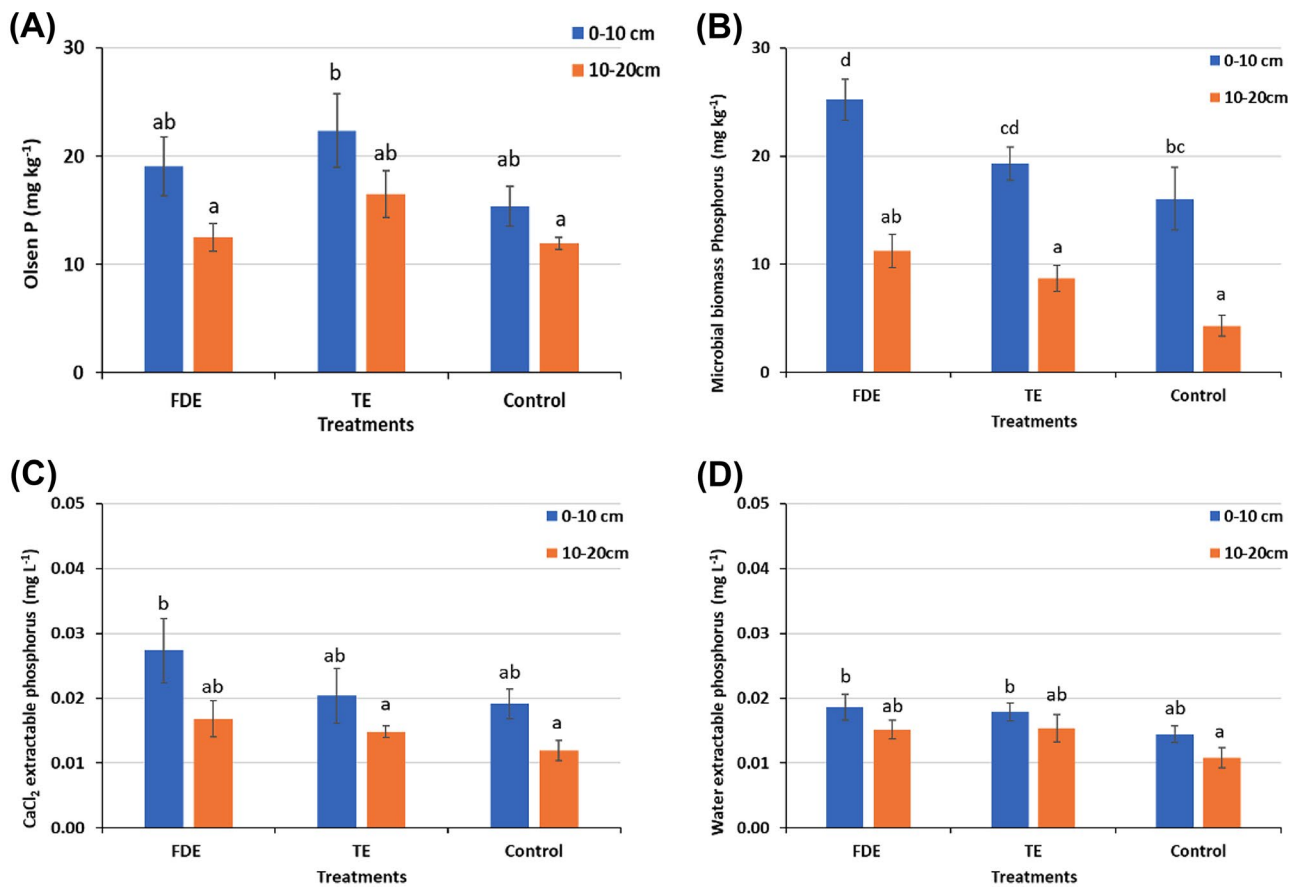 (A)
30
20
10
0
Olsen P (mg kg⁻¹)
0-10 cm
10-20cm
ab
a
b
ab
ab
a
FDE
TE
Control
Treatments
(B)
30
20
10
0
Microbial biomass Phosphorus (mg kg⁻¹)
0-10 cm
10-20cm
d
ab
cd
a
bc
a
FDE
TE
Control
Treatments
(C)
0.05
0.04
0.03
0.02
0.01
0.00
CaCl₂ extractable phosphorus (mg L⁻¹)
0-10 cm
10-20cm
b
ab
ab
a
ab
a
FDE
TE
Control
Treatments
(D)
0.05
0.04
0.03
0.02
0.01
0.00
Water extractable phosphorus (mg L⁻¹)
0-10 cm
10-20cm
b
ab
b
ab
ab
a
FDE
TE
Control
Treatments